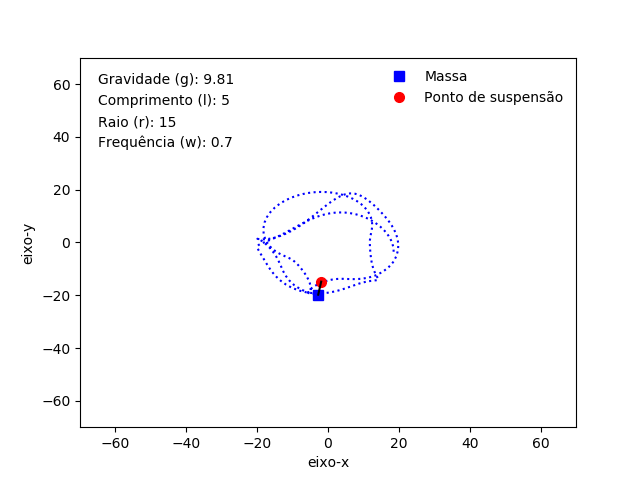 Gravidade (g): 9.81
Comprimento (l): 5
Raio (r): 15
Frequência (w): 0.7
Massa
Ponto de suspensão
60
40
20
0
−20
−40
−60
eixo-y
−60
−40
−20
0
20
40
60
eixo-x